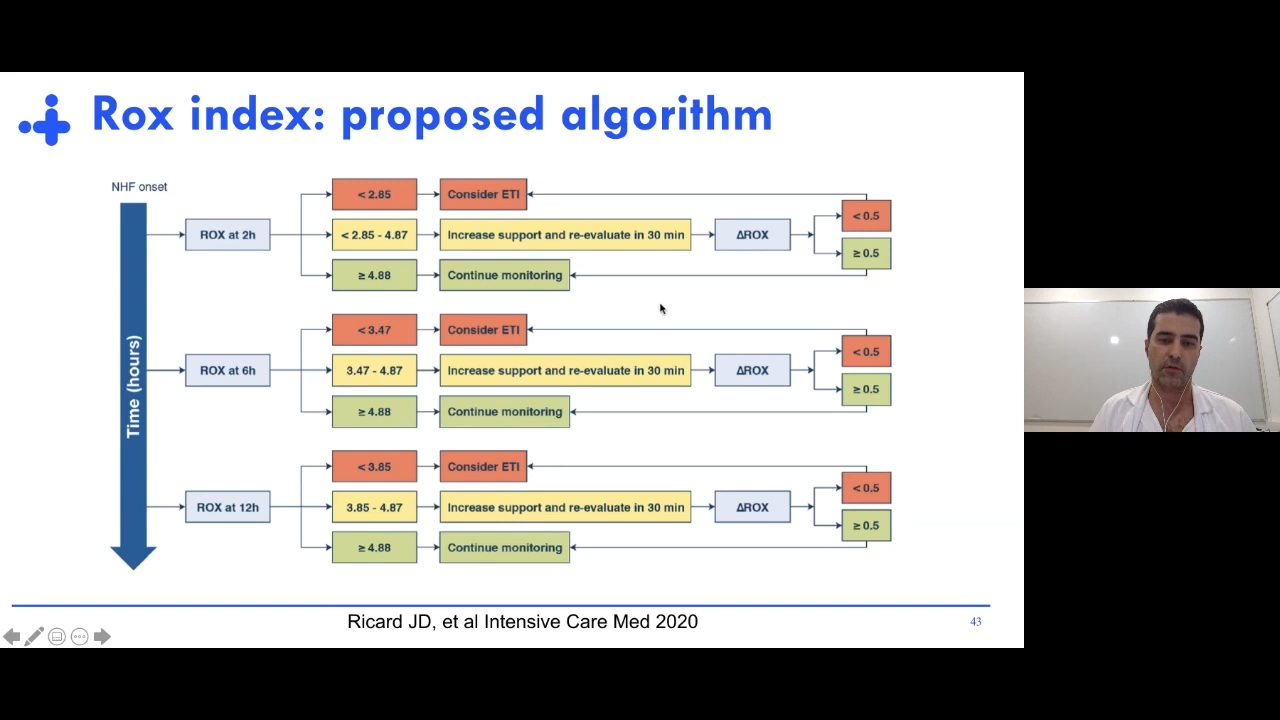 Rox index: proposed algorithm
NHF onset
Time (hours)
ROX at 2h
< 2.85
Consider ETI
< 2.85 - 4.87
Increase support and re-evaluate in 30 min
ΔROX
< 0.5
≥ 0.5
≥ 4.88
Continue monitoring
ROX at 6h
< 3.47
Consider ETI
3.47 - 4.87
Increase support and re-evaluate in 30 min
ΔROX
< 0.5
≥ 0.5
≥ 4.88
Continue monitoring
ROX at 12h
< 3.85
Consider ETI
3.85 - 4.87
Increase support and re-evaluate in 30 min
ΔROX
< 0.5
≥ 0.5
≥ 4.88
Continue monitoring
Ricard JD, et al Intensive Care Med 2020
43